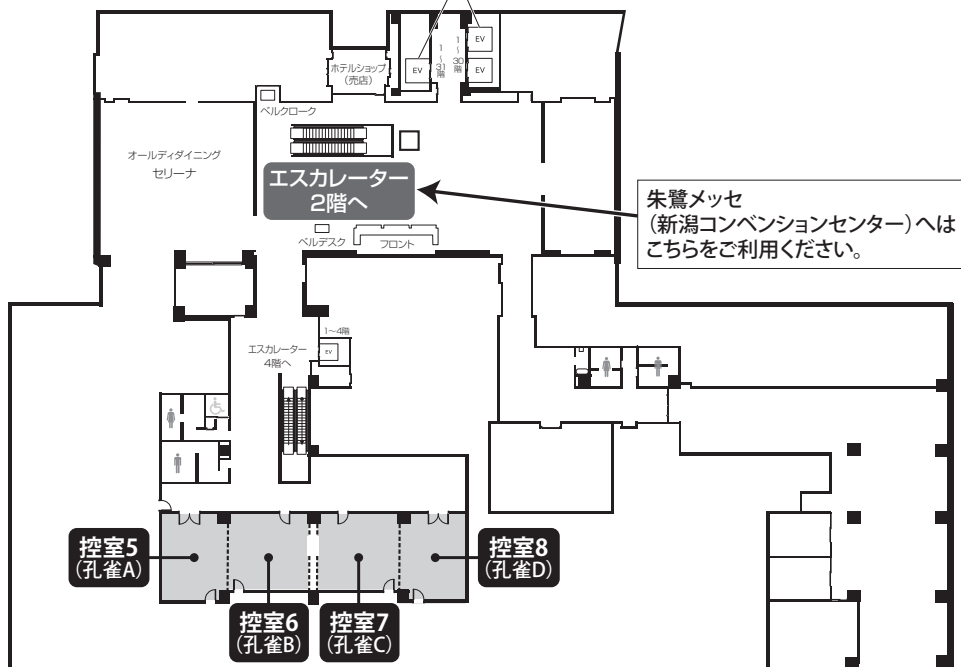 ホテルショップ
(売店)
EV
1～31階
1～30階
EV
EV
ベルクローク
オールデイダイニング
セリーナ
エスカレーター
2階へ
朱鷺メッセ
(新潟コンベンションセンター)へは
こちらをご利用ください。
ベルデスク
フロント
1～4階
EV
エスカレーター
4階へ
控室5
(孔雀A)
控室6
(孔雀B)
控室7
(孔雀C)
控室8
(孔雀D)